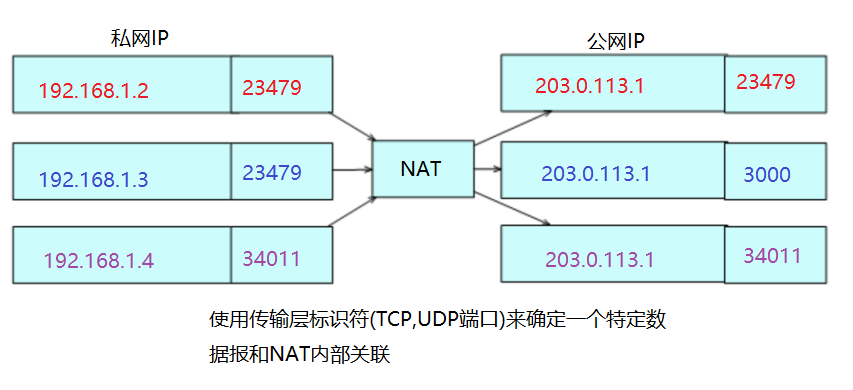 私网IP
公网IP
192.168.1.2 23479
203.0.113.1 23479
192.168.1.3 23479
NAT
203.0.113.1 3000
192.168.1.4 34011
203.0.113.1 34011
使用传输层标识符(TCP,UDP端口)来确定一个特定数
据报和NAT内部关联